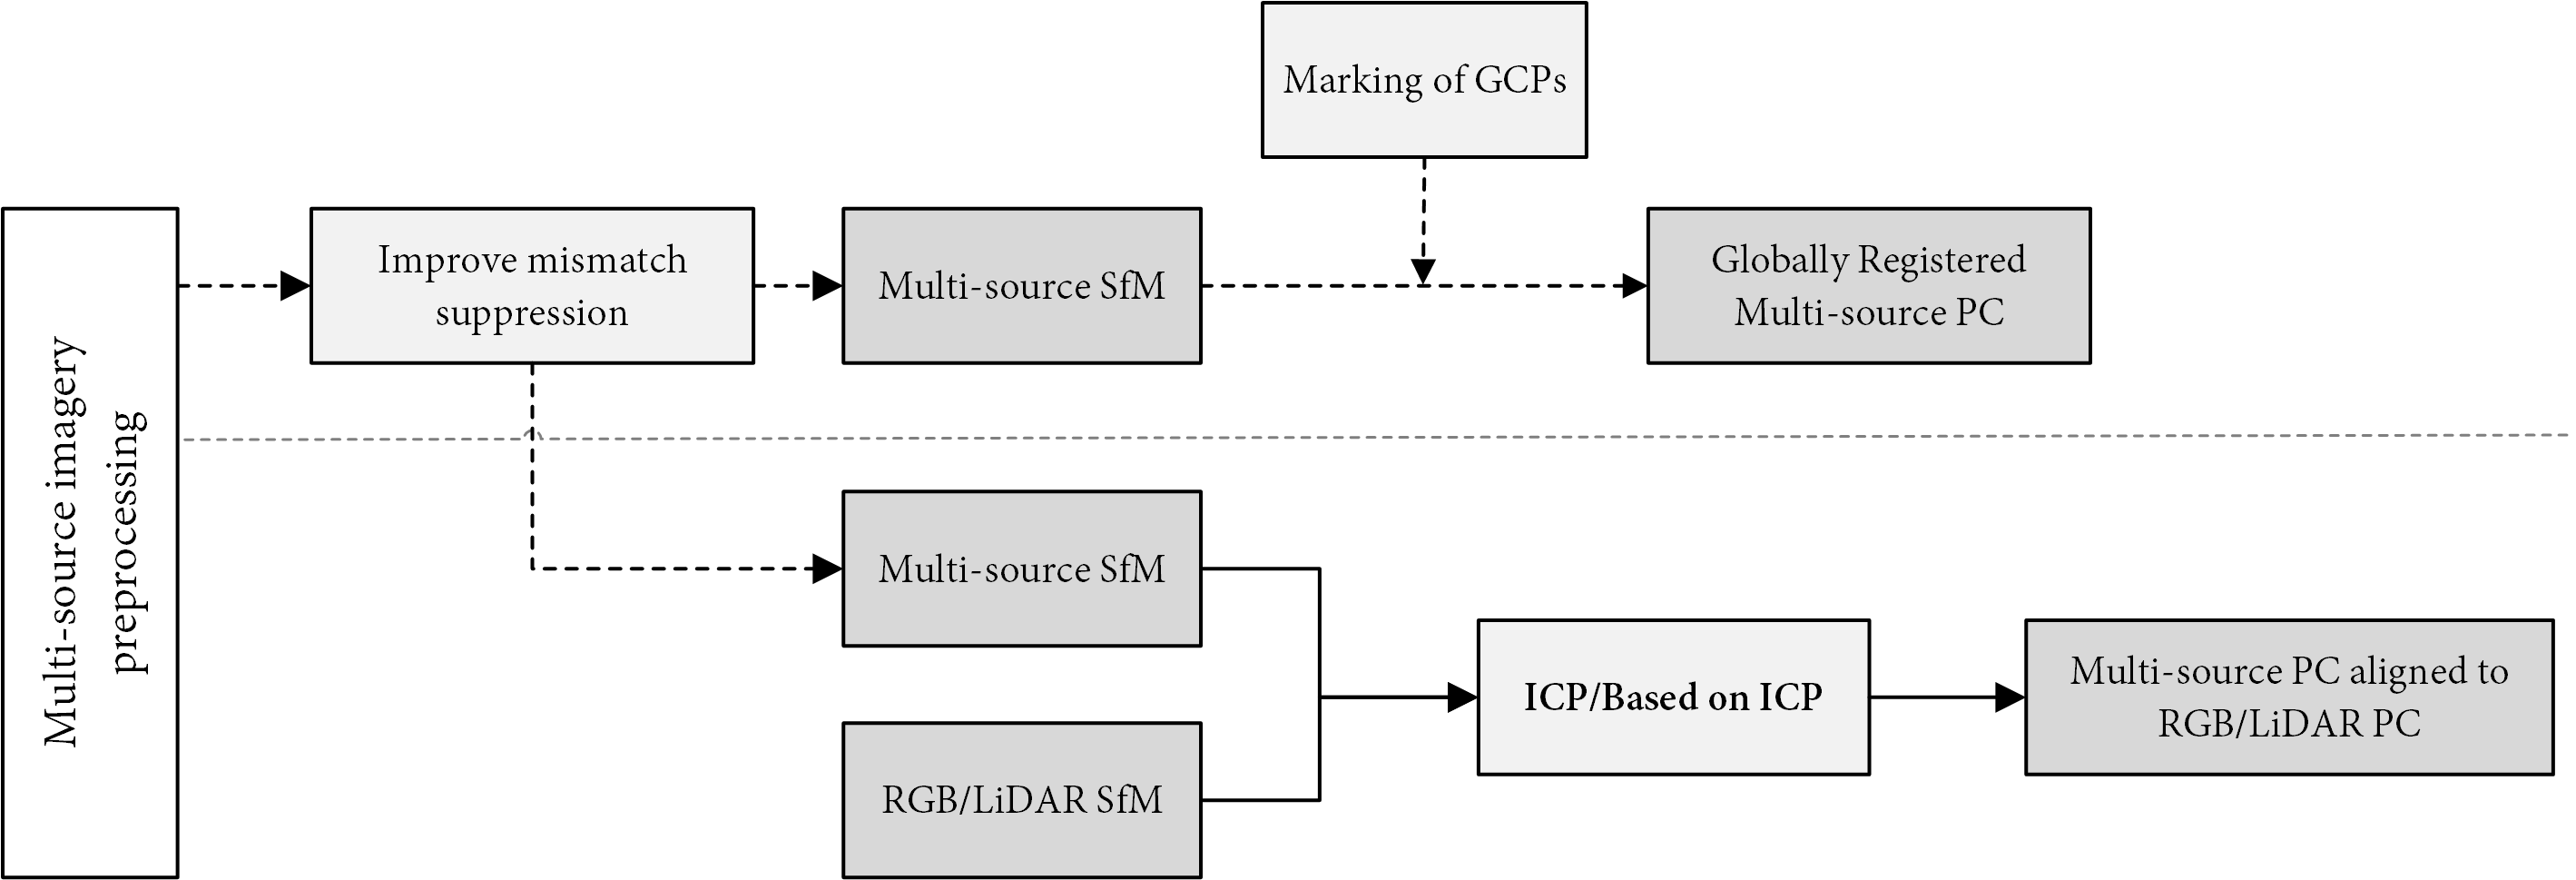 Marking of GCPs
Multi-source imagery
preprocessing
Improve mismatch
suppression
Multi-source SfM
Globally Registered
Multi-source PC
Multi-source SfM
RGB/LiDAR SfM
ICP/Based on ICP
Multi-source PC aligned to
RGB/LiDAR PC